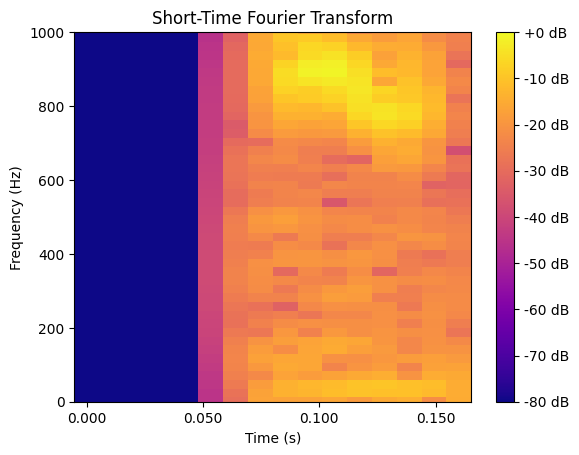 Short-Time Fourier Transform
Frequency (Hz)
1000
800
600
400
200
0
0.000
0.050
0.100
0.150
Time (s)
+0 dB
-10 dB
-20 dB
-30 dB
-40 dB
-50 dB
-60 dB
-70 dB
-80 dB